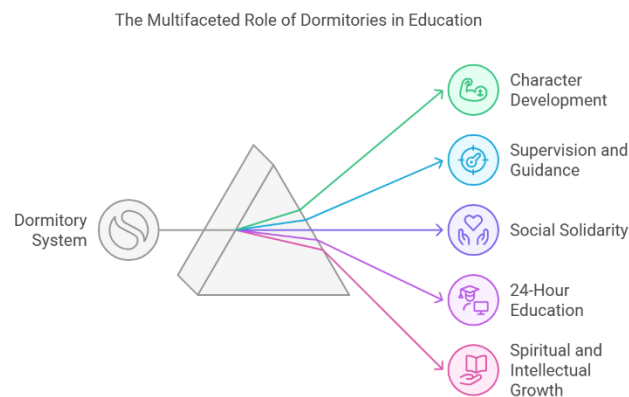 The Multifaceted Role of Dormitories in Education
Character
Development
Supervision and
Guidance
Dormitory
System
Social Solidarity
24-Hour
Education
Spiritual and
Intellectual
Growth